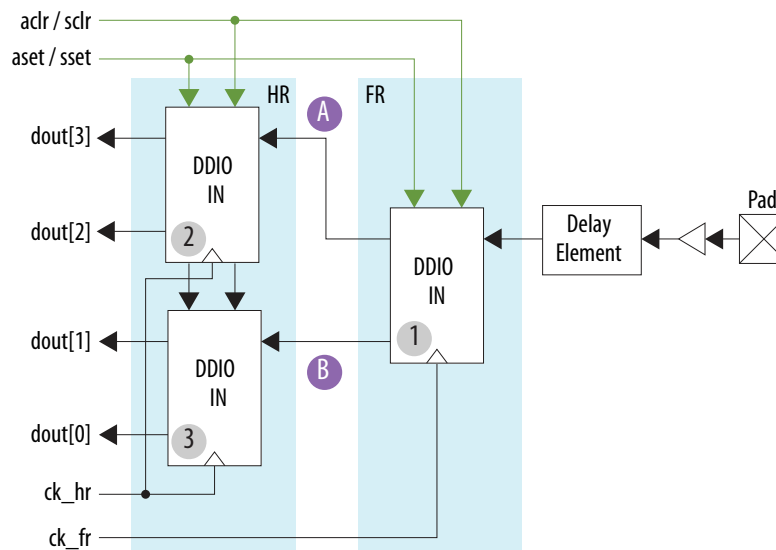 aclr / sclr
aset / sset
HR
FR
A
dout[3]
DDIO
IN
Pad
dout[2]
2
Delay
Element
DDIO
IN
1
dout[1]
B
DDIO
IN
dout[0]
3
ck_hr
ck_fr